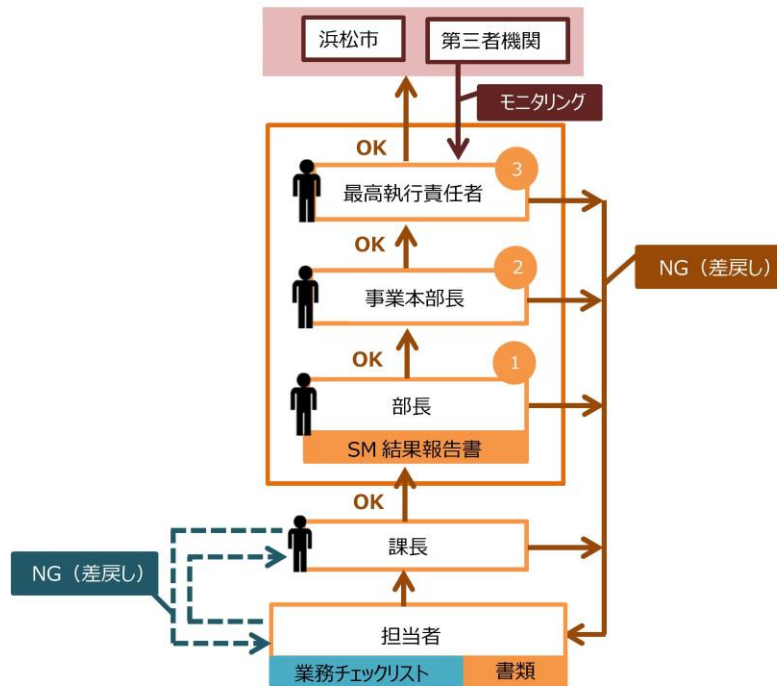 浜松市
第三者機関
モニタリング
OK
3
最高執行責任者
OK
2
事業本部長
NG（差戻し）
OK
1
部長
SM 結果報告書
OK
課長
NG（差戻し）
担当者
業務チェックリスト
書類